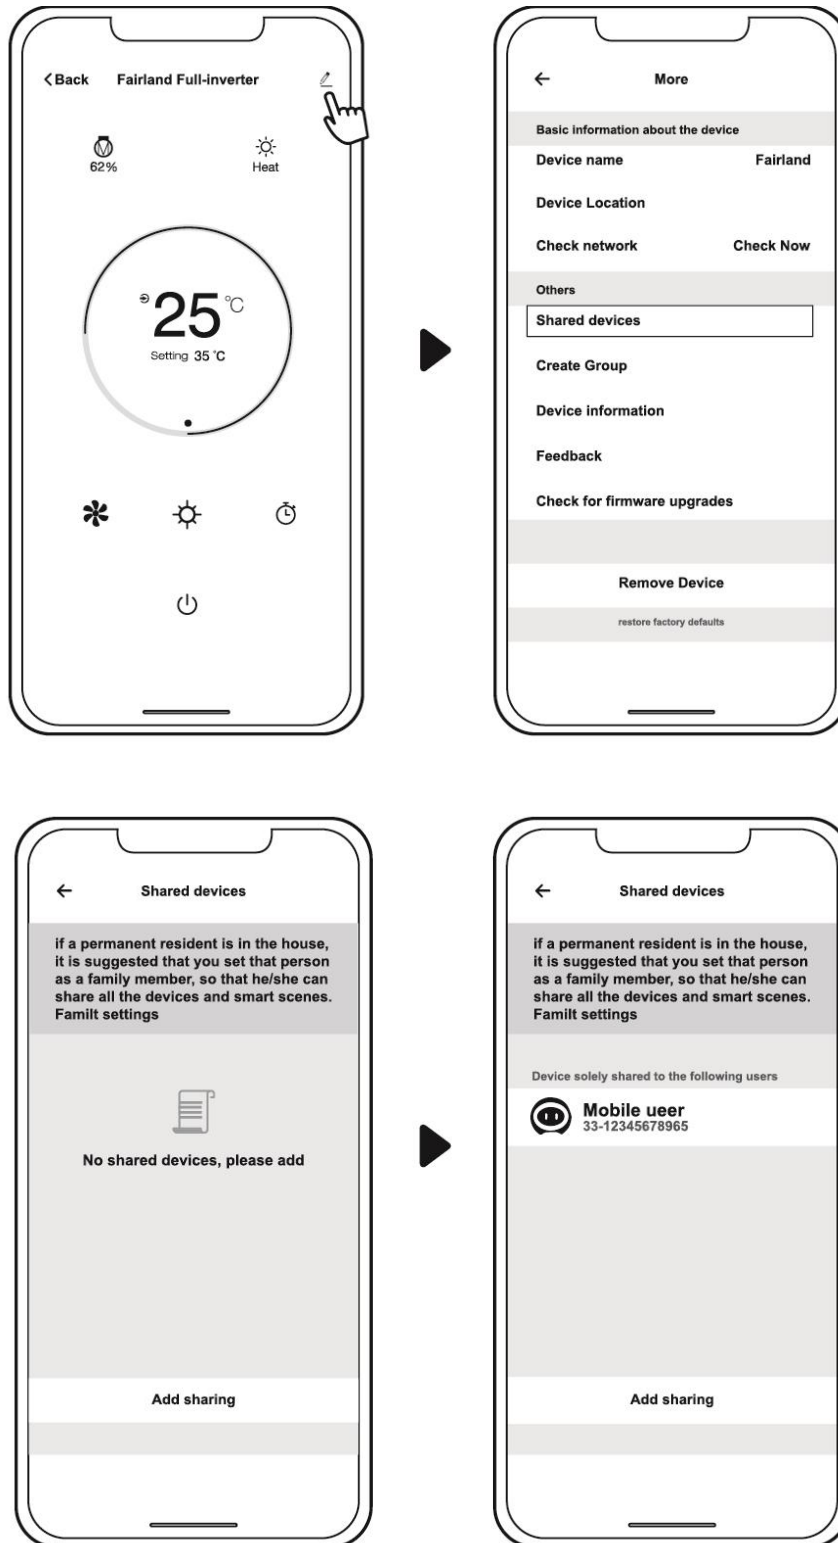 Back Fairland Full-inverter
62% Heat
25 °C
Setting 35 °C
← More
Basic information about the device
Device name Fairland
Device Location
Check network Check Now
Others
Shared devices
Create Group
Device information
Feedback
Check for firmware upgrades
Remove Device
restore factory defaults
← Shared devices
if a permanent resident is in the house,
it is suggested that you set that person
as a family member, so that he/she can
share all the devices and smart scenes.
Familt settings
No shared devices, please add
Add sharing
← Shared devices
if a permanent resident is in the house,
it is suggested that you set that person
as a family member, so that he/she can
share all the devices and smart scenes.
Familt settings
Device solely shared to the following users
Mobile ueer
33-12345678965
Add sharing